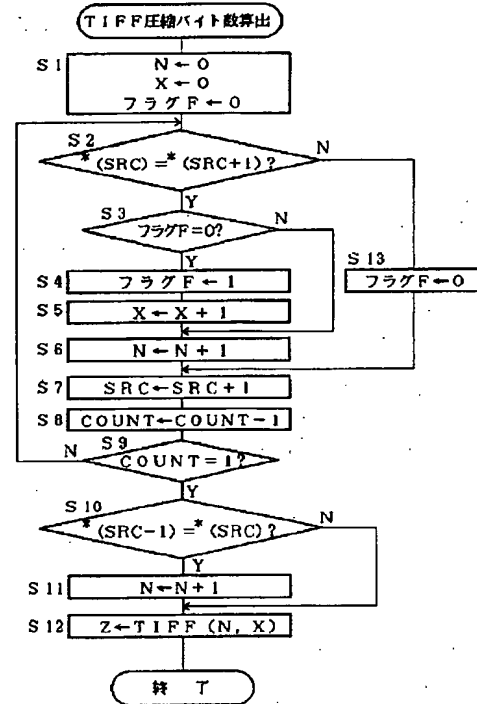 TIFF圧縮バイト数算出
S1
N←0
X←0
フラグF←0
S2
*(SRC)=*(SRC+1)?
N
Y
S3
フラグF=0?
N
Y
S13
フラグF←0
S4
フラグF←1
S5
X←X+1
S6
N←N+1
S7
SRC←SRC+1
S8
COUNT←COUNT-1
S9
N
COUNT=1?
Y
S10
*(SRC-1)=*(SRC)?
N
Y
S11
N←N+1
S12
Z←TIFF(N,X)
終了